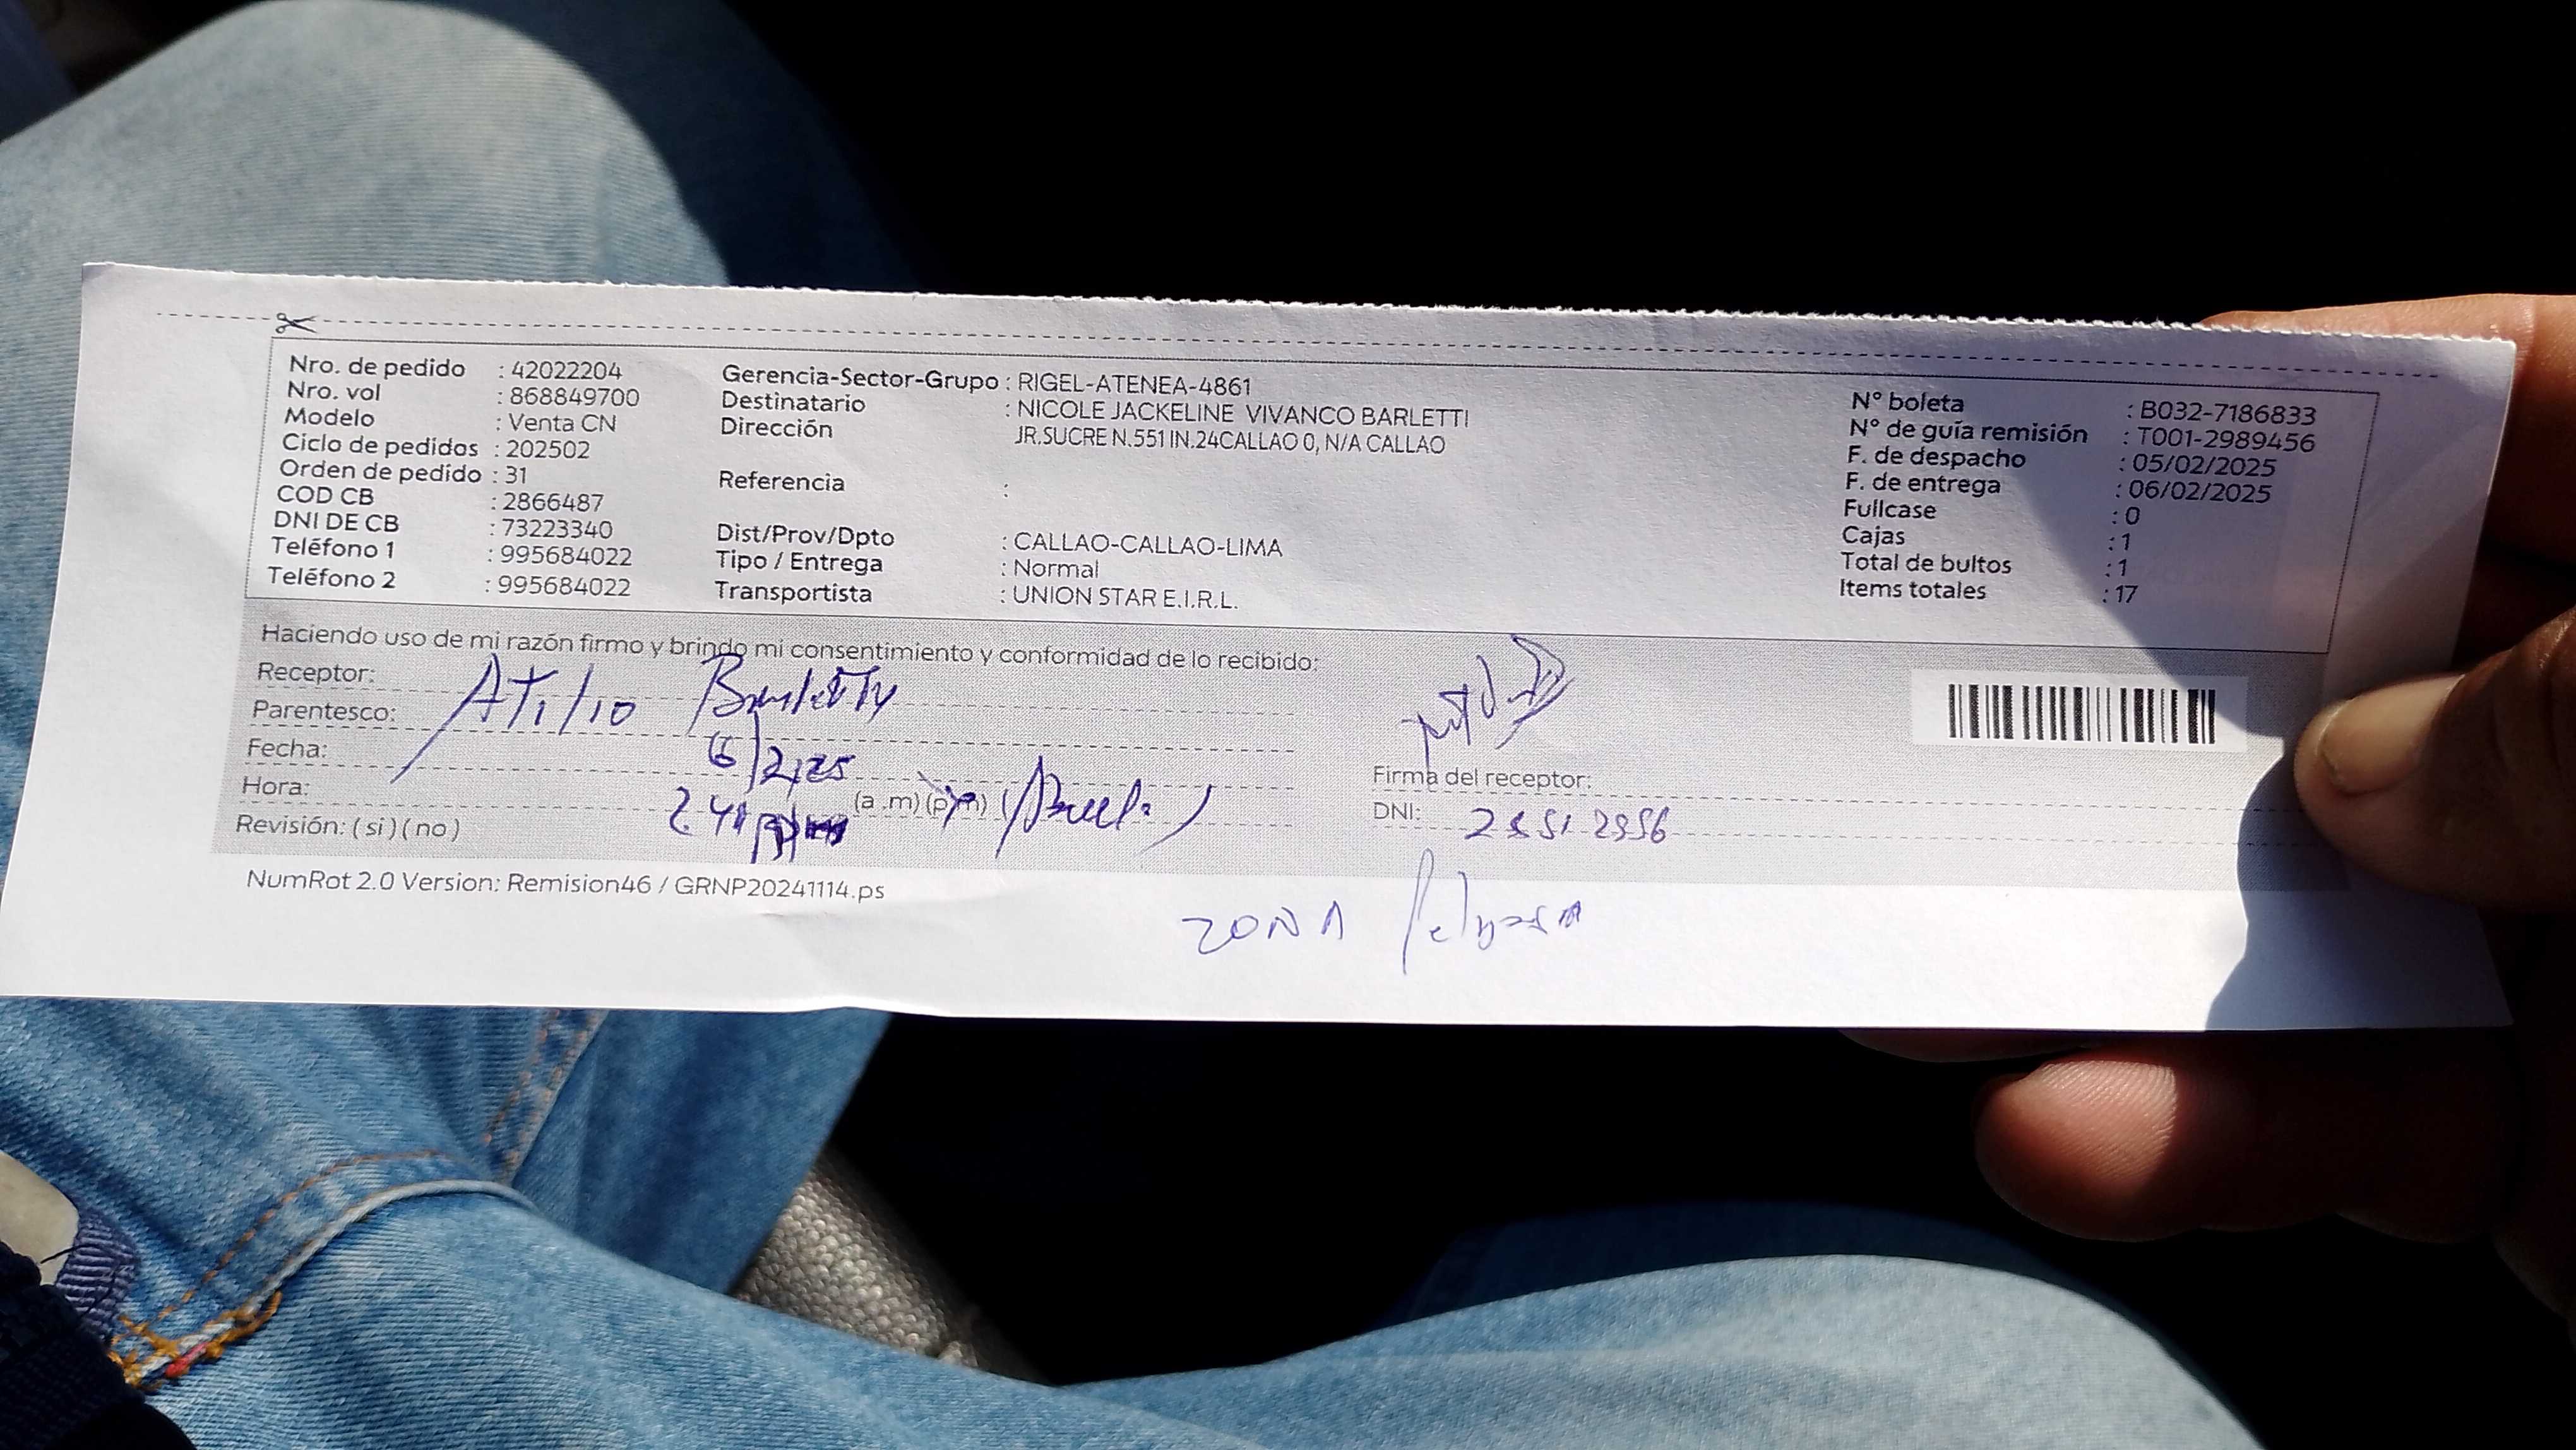 Nro. de pedido : 42022204
Nro. vol : 868849700
Modelo : Venta CN
Ciclo de pedidos : 202502
Orden de pedido : 31
COD CB : 2866487
DNI DE CB : 73223340
Teléfono 1 : 995684022
Teléfono 2 : 995684022
Gerencia-Sector-Grupo : RIGEL-ATENEA-4861
Destinatario : NICOLE JACKELINE VIVANCO BARLETTI
Dirección JR.SUCRE N.551 IN.24CALLAO 0, N/A CALLAO
Referencia :
Dist/Prov/Dpto : CALLAO-CALLAO-LIMA
Tipo / Entrega : Normal
Transportista : UNION STAR E.I.R.L.
N° boleta : B032-7186833
N° de guía remisión : T001-2989456
F. de despacho : 05/02/2025
F. de entrega : 06/02/2025
Fullcase : 0
Cajas : 1
Total de bultos : 1
Items totales : 17
Haciendo uso de mi razón firmo y brindo mi consentimiento y conformidad de lo recibido:
Receptor: Atilio Barletty
Parentesco:
Fecha: 6/2/25
Hora: (a .m) (p.m) (Abuelo)
Revisión: ( si ) ( no )
Firma del receptor:
DNI:
NumRot 2.0 Version: Remision46 / GRNP20241114.ps
ZONA